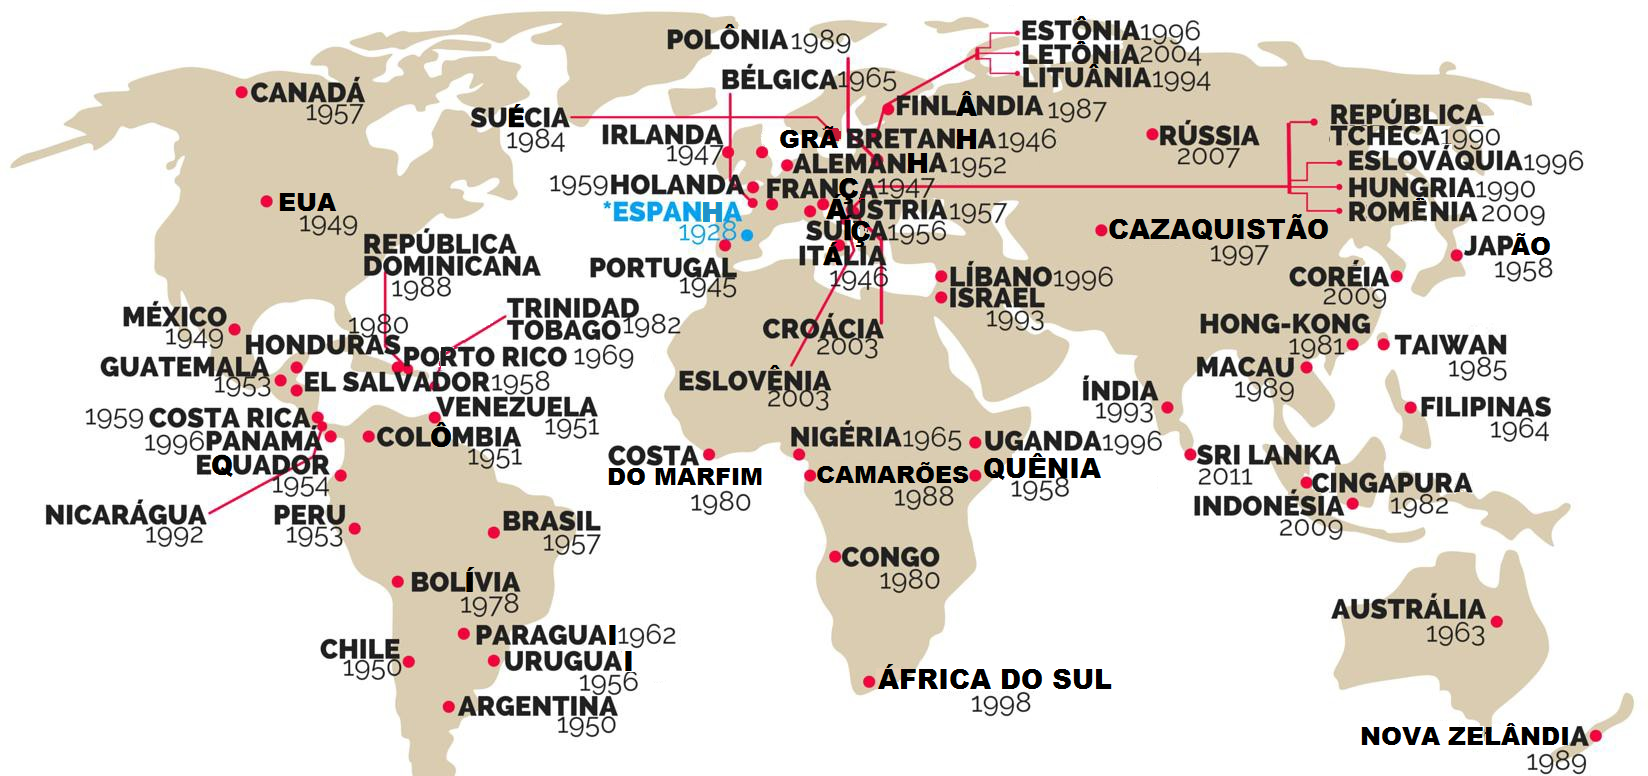 POLÔNIA 1989
ESTÔNIA 1996
LETÔNIA 2004
LITUÂNIA 1994
BÉLGICA 1965
CANADÁ
1957
SUÉCIA
1984
FINLÂNDIA 1987
IRLANDA
1947
GRÃ BRETANHA 1946
RÚSSIA
2007
REPÚBLICA
TCHECA 1990
ESLOVÁQUIA 1996
HUNGRIA 1990
ROMÊNIA 2009
ALEMANHA 1952
1959 HOLANDA
FRANÇA 1947
EUA
1949
*ESPANHA
1928
ÁUSTRIA 1957
SUIÇA 1956
ITÁLIA
1946
PORTUGAL
1945
CAZAQUISTÃO
1997
JAPÃO
1958
CORÉIA
2009
REPÚBLICA
DOMINICANA
1988
LÍBANO 1996
ISRAEL
1993
MÉXICO
1949
TRINIDAD
TOBAGO 1982
1980
HONDURAS
PORTO RICO 1969
CROÁCIA
2003
HONG-KONG
1981
TAIWAN
1985
GUATEMALA
1953
EL SALVADOR 1958
ESLOVÊNIA
2003
MACAU
1989
ÍNDIA
1993
FILIPINAS
1964
1959 COSTA RICA
VENEZUELA
1951
1996 PANAMÁ
COLÔMBIA
1951
NIGÉRIA 1965
UGANDA 1996
EQUADOR
1954
COSTA
DO MARFIM
1980
CAMARÕES
1988
QUÊNIA
1958
SRI LANKA
2011
CINGAPURA
1982
INDONÉSIA
2009
NICARÁGUA
1992
PERU
1953
BRASIL
1957
CONGO
1980
BOLÍVIA
1978
AUSTRÁLIA
1963
PARAGUAI 1962
CHILE
1950
URUGUAI
1956
ÁFRICA DO SUL
1998
ARGENTINA
1950
NOVA ZELÂNDIA
1989